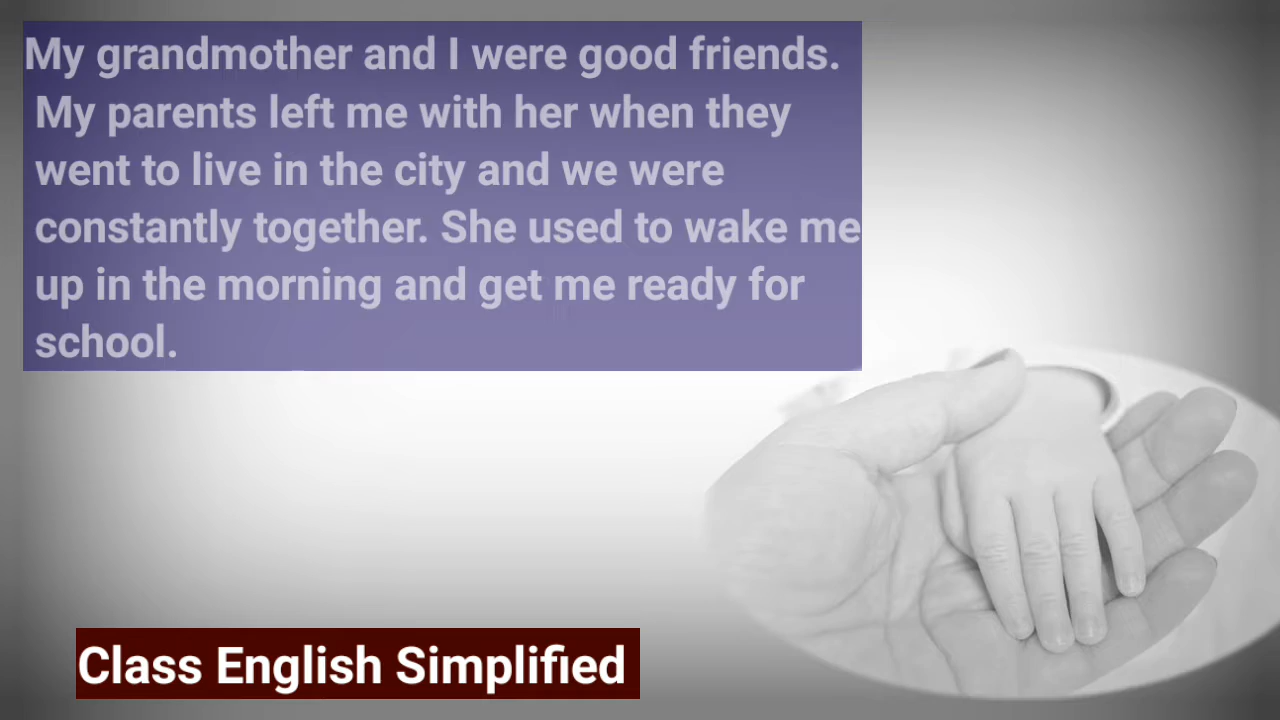 My grandmother and I were good friends.
My parents left me with her when they
went to live in the city and we were
constantly together. She used to wake me
up in the morning and get me ready for
school.
Class English Simplified